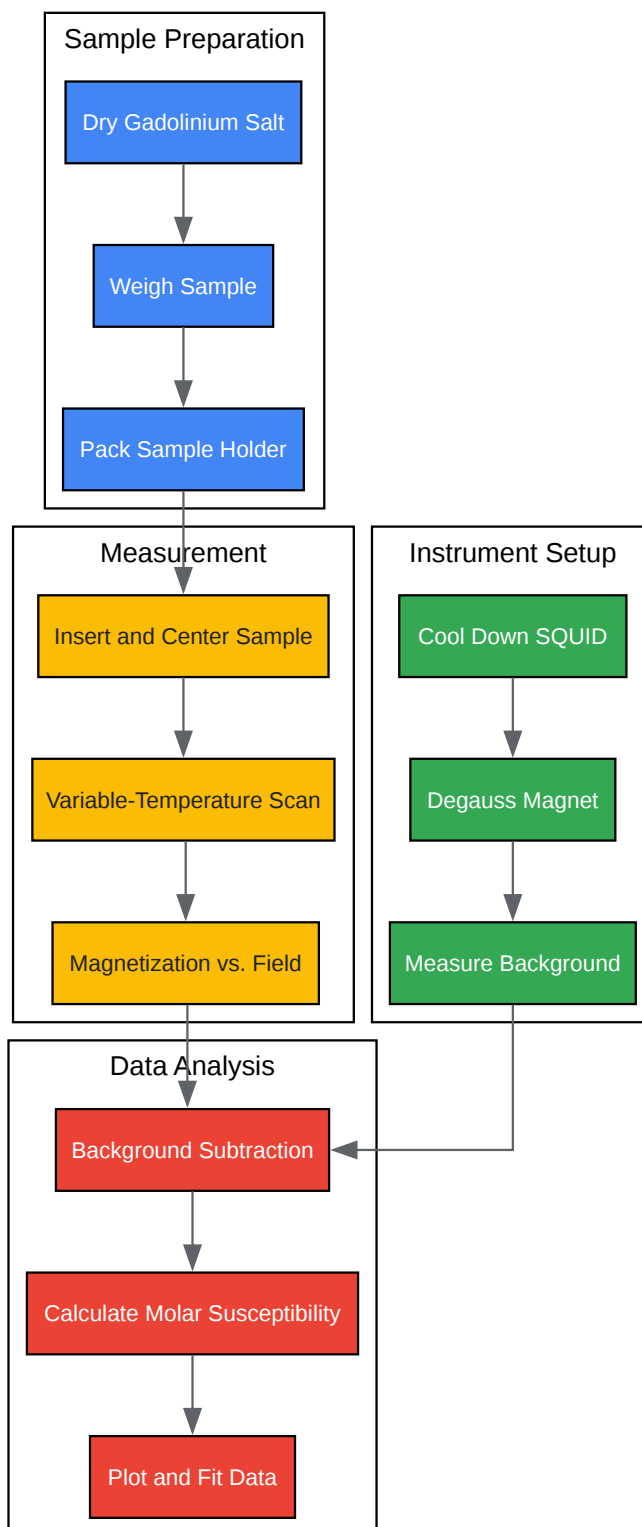 Sample Preparation
Dry Gadolinium Salt
Weigh Sample
Pack Sample Holder
Measurement
Insert and Center Sample
Variable-Temperature Scan
Magnetization vs. Field
Instrument Setup
Cool Down SQUID
Degauss Magnet
Measure Background
Data Analysis
Background Subtraction
Calculate Molar Susceptibility
Plot and Fit Data